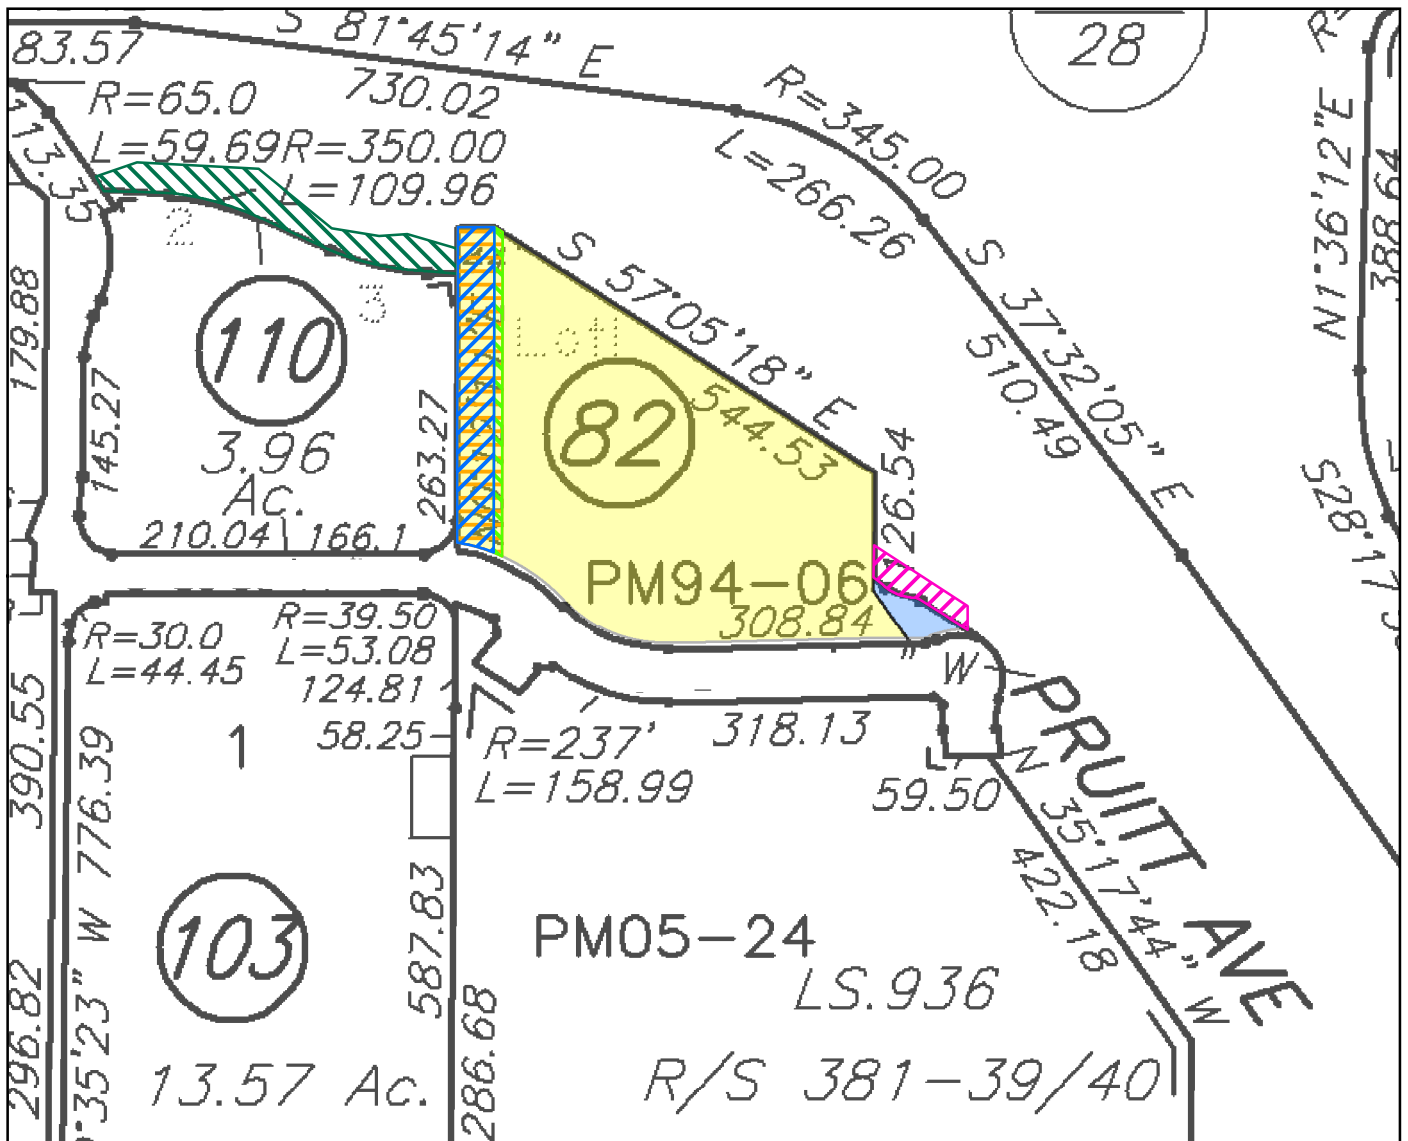 S 81°45'14" E
28
83.57
730.02
R=65.0
R=345.00
L=59.69
R=350.00
L=266.26
L=109.96
113.35
N1°36'12"E
388.64
2
S 57°05'18" E
S 37°32'05" E
179.88
3
Lot1
110
510.49
82
544.53
145.27
263.27
3.96
Ac.
126.54
210.04
166.1
S28°17
PM94-06
308.84
R=30.0
L=44.45
R=39.50
L=53.08
124.81
" W
58.25
318.13
R=237'
L=158.99
59.50
PRUITT AVE
N 35°17'44" W
422.18
390.55
776.39
1
587.83
103
PM05-24
LS.936
296.82
°35'23" W
286.68
13.57 Ac.
R/S 381-39/40